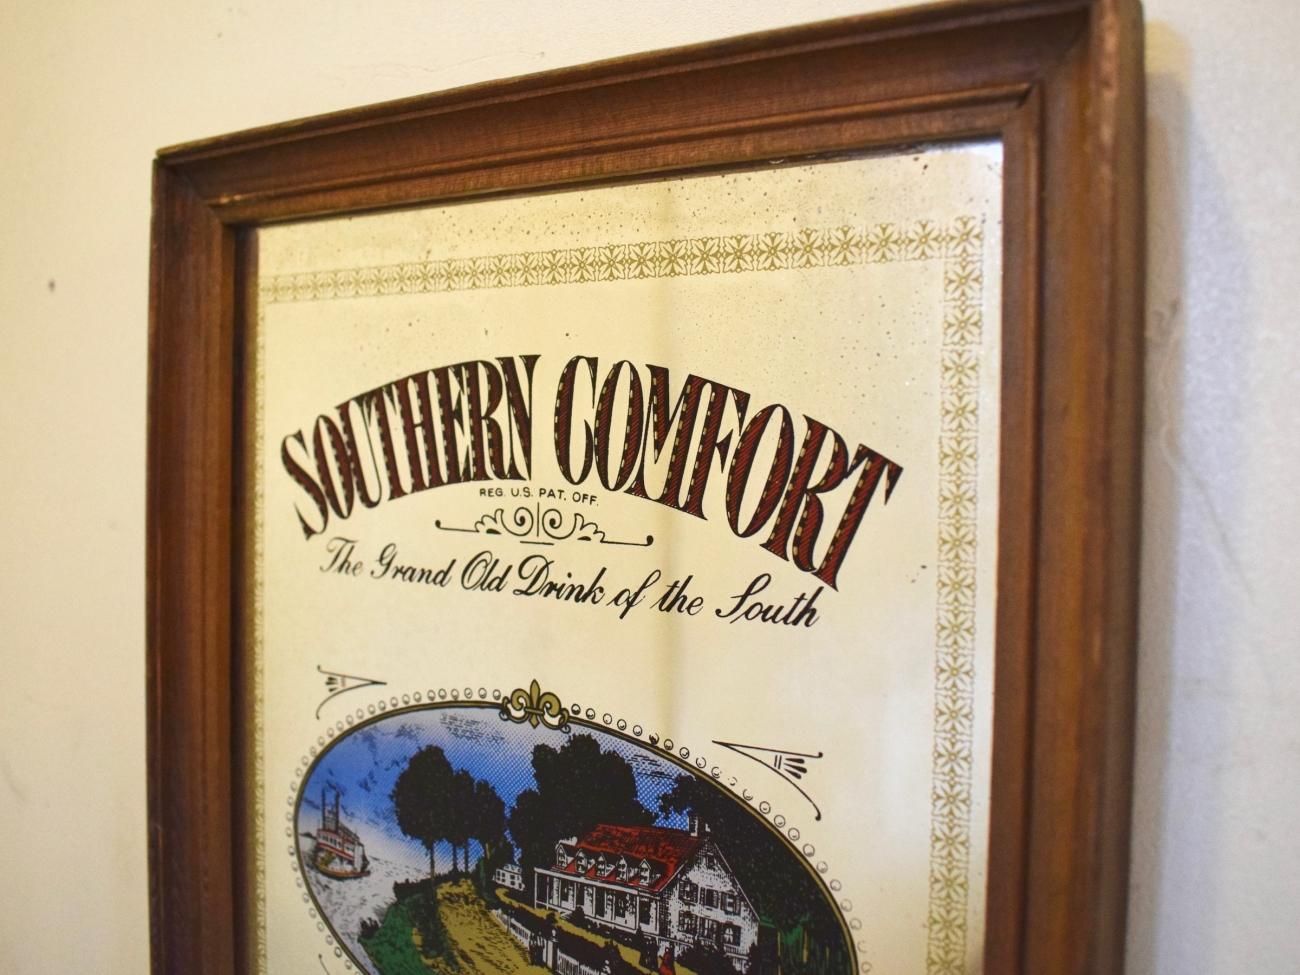 SOUTHERN COMFORT
REG. U.S. PAT. OFF.
The Grand Old Drink of the South